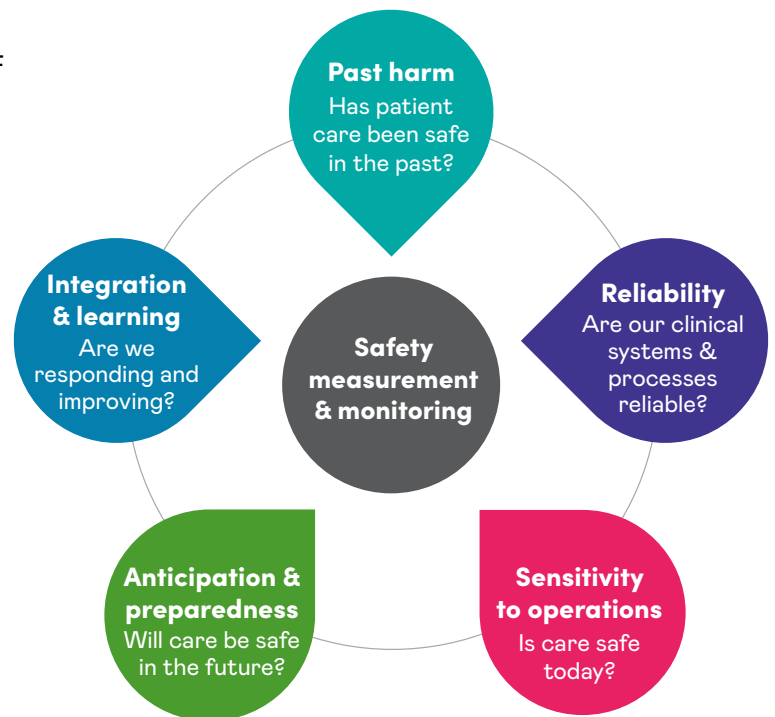 Past harm
Has patient
care been safe
in the past?
Reliability
Are our clinical
systems &
processes
reliable?
Sensitivity
to operations
Is care safe
today?
Anticipation &
preparedness
Will care be safe
in the future?
Integration
& learning
Are we
responding and
improving?
Safety
measurement
& monitoring